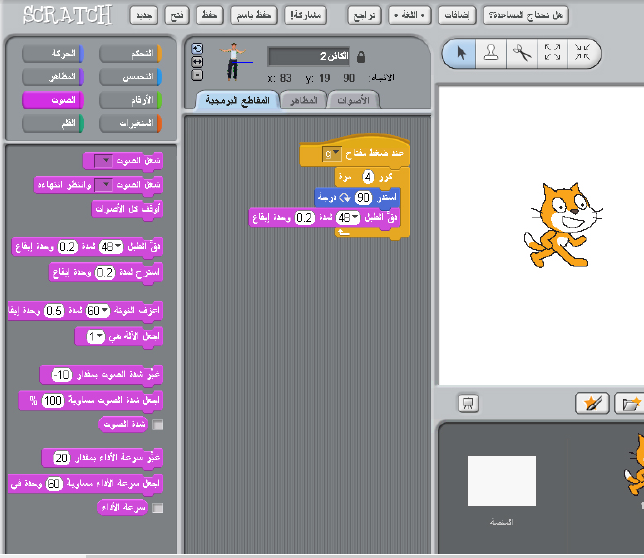 SCRATCH
جديد
فتح
حفظ
حفظ باسم
مشاركة!
تراجع
اللغة
إضافات
هل تحتاج المساعدة؟
التحكم
الحركة
التحسس
المظاهر
الأرقام
الصوت
المتغيرات
القلم
الكائن2
x: 83 y: 19 الاتجاه: 90
المقاطع البرمجية
المظاهر
الأصوات
شغل الصوت
شغل الصوت وانتظر انتهاءه
أوقف كل الأصوات
دقّ الطبل 48 لمدة 0.2 وحدة إيقاع
استرح لمدة 0.2 وحدة إيقاع
اعزف النوتة 60 لمدة 0.5 وحدة إيقا
اجعل الآلة هي 1
غيّر شدة الصوت بمقدار -10
اجعل شدة الصوت مساوية 100 %
شدة الصوت
غيّر سرعة الأداء بمقدار 20
اجعل سرعة الأداء مساوية 60 وحدة في
سرعة الأداء
عند ضغط مفتاح g
كرر 4 مرة
استدر 90 درجة
دقّ الطبل 48 لمدة 0.2 وحدة إيقاع
المنصة